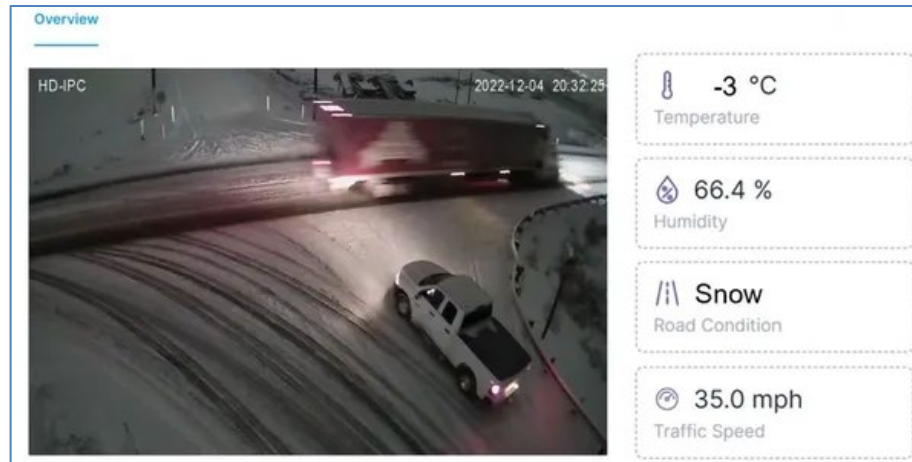 Overview
HD-IPC
2022-12-04 20:32:25
-3 °C
Temperature
66.4 %
Humidity
Snow
Road Condition
35.0 mph
Traffic Speed